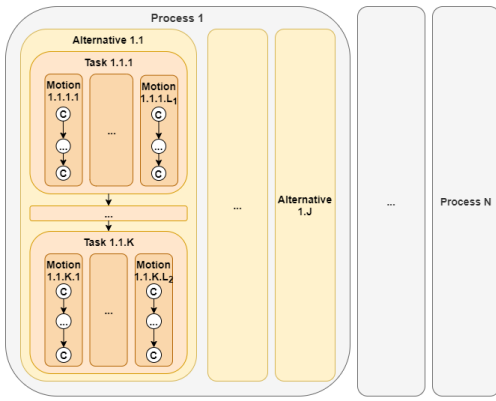 Process 1
Alternative 1.1
Task 1.1.1
Motion
1.1.1.1
C
...
C
...
Motion
1.1.1.L₁
C
...
C
...
Task 1.1.K
Motion
1.1.K.1
C
...
C
...
Motion
1.1.K.L₂
C
...
C
...
Alternative
1.J
...
Process N